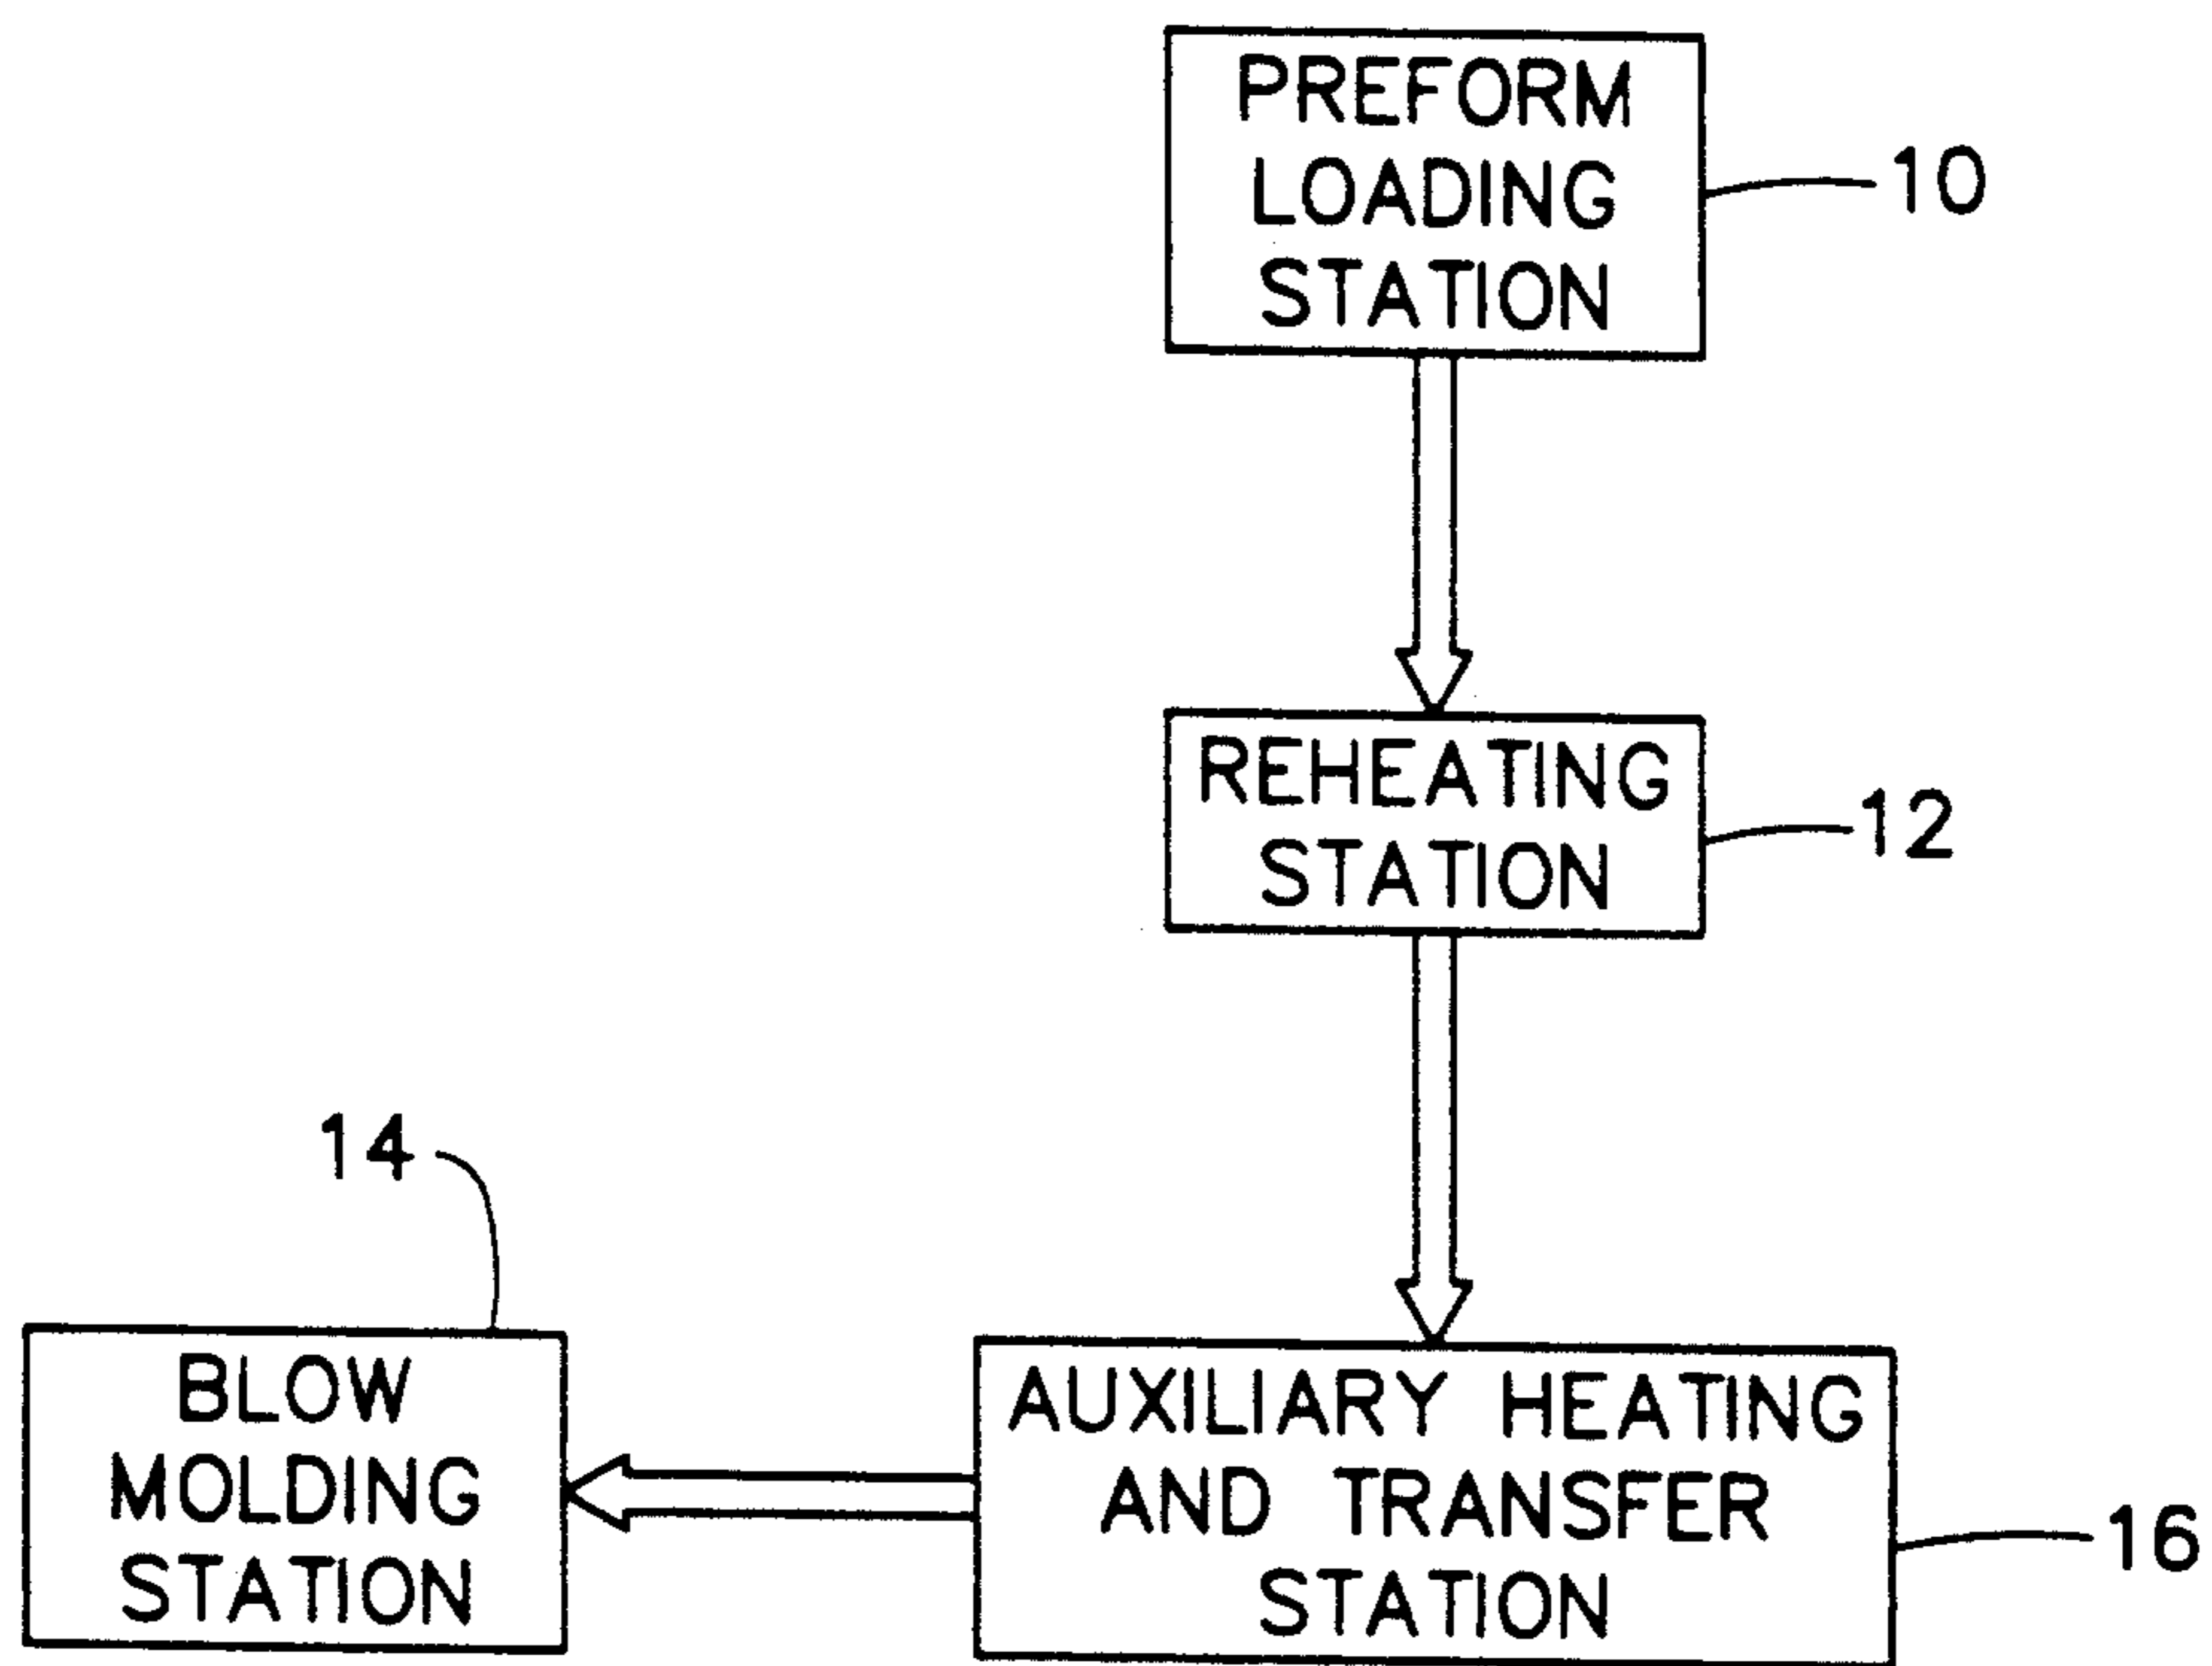 PREFORM
LOADING
STATION
10
REHEATING
STATION
12
14
BLOW
MOLDING
STATION
AUXILIARY HEATING
AND TRANSFER
STATION
16